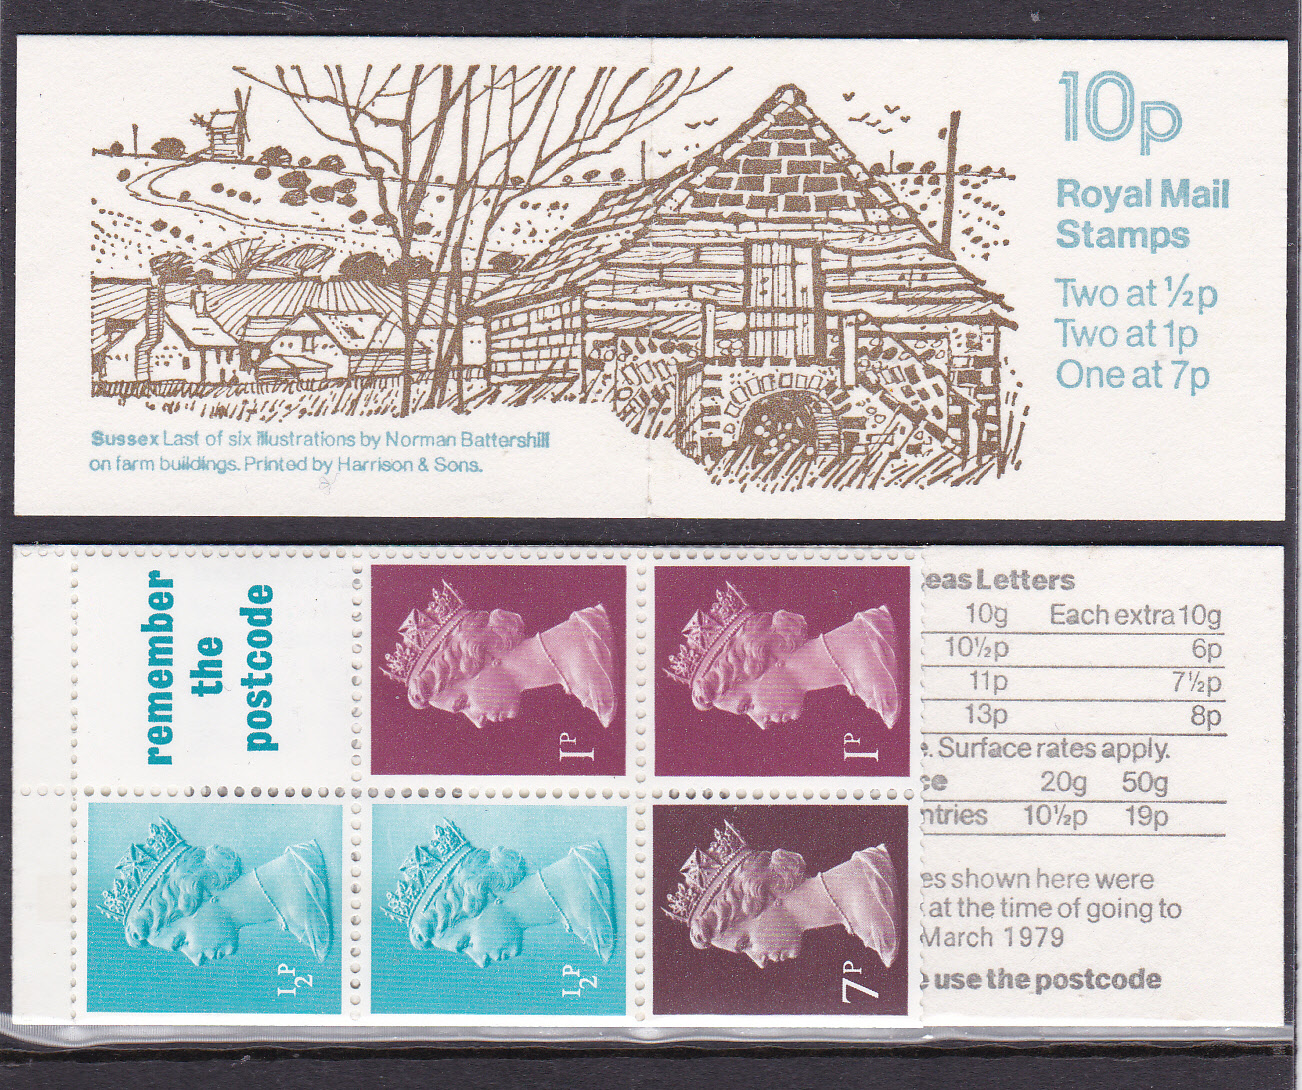 10p
Royal Mail
Stamps
Two at ½p
Two at 1p
One at 7p
Sussex Last of six illustrations by Norman Battershill
on farm buildings. Printed by Harrison & Sons.
remember
the
postcode
1P
1P
½P
½P
7P
eas Letters
10g Each extra 10g
10½p 6p
11p 7½p
13p 8p
. Surface rates apply.
ce 20g 50g
ntries 10½p 19p
es shown here were
at the time of going to
March 1979
use the postcode